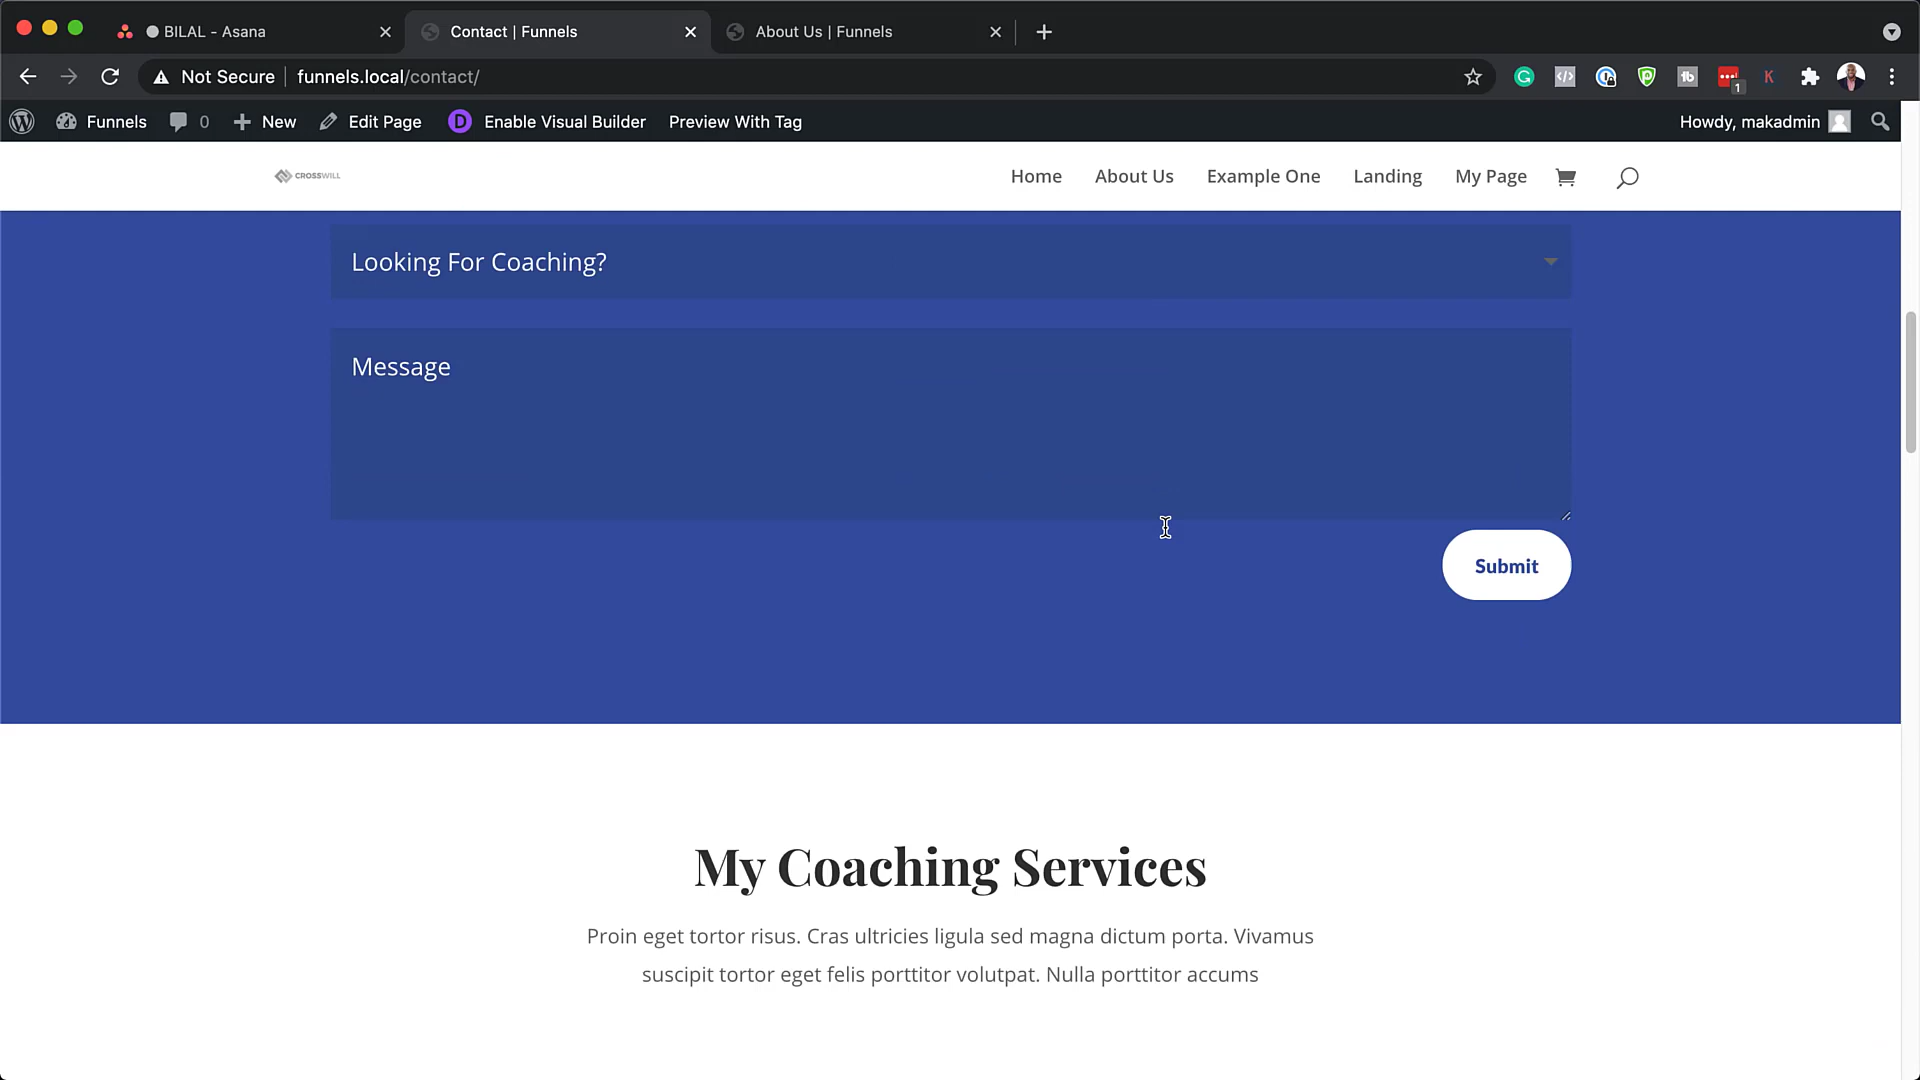 BILAL - Asana
Contact | Funnels
About Us | Funnels
Not Secure
funnels.local/contact/
1
Funnels
0
New
Edit Page
D
Enable Visual Builder
Preview With Tag
Howdy, makadmin
CROSSWILL
Home
About Us
Example One
Landing
My Page
Looking For Coaching?
Message
Submit
My Coaching Services
Proin eget tortor risus. Cras ultricies ligula sed magna dictum porta. Vivamus
suscipit tortor eget felis porttitor volutpat. Nulla porttitor accums